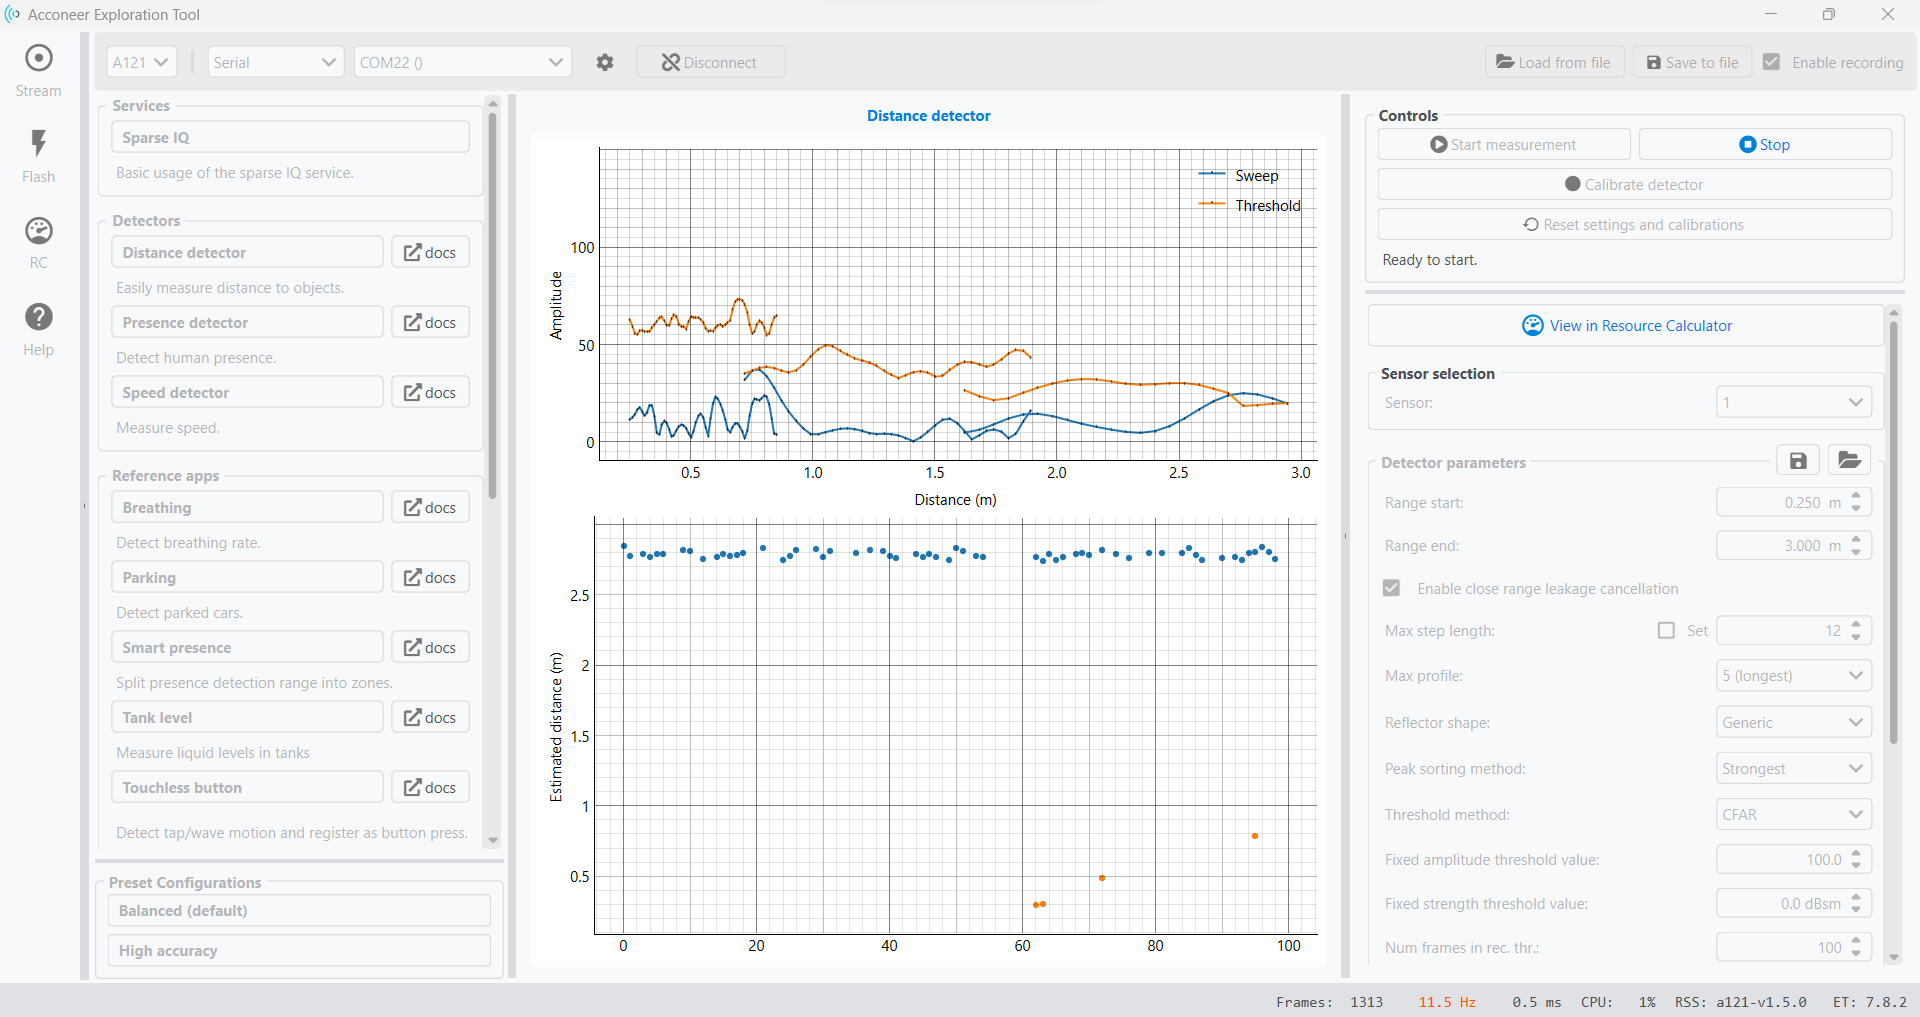 Acconeer Exploration Tool
A121 Serial COM22 () Disconnect Load from file Save to file Enable recording
Stream
Flash
RC
Help
Services
Sparse IQ
Basic usage of the sparse IQ service.
Detectors
Distance detector docs
Easily measure distance to objects.
Presence detector docs
Detect human presence.
Speed detector docs
Measure speed.
Reference apps
Breathing docs
Detect breathing rate.
Parking docs
Detect parked cars.
Smart presence docs
Split presence detection range into zones.
Tank level docs
Measure liquid levels in tanks
Touchless button docs
Detect tap/wave motion and register as button press.
Preset Configurations
Balanced (default)
High accuracy
Distance detector
Sweep
Threshold
Amplitude
100
50
0
0.5 1.0 1.5 2.0 2.5 3.0
Distance (m)
Estimated distance (m)
2.5
2
1.5
1
0.5
0 20 40 60 80 100
Controls
Start measurement Stop
Calibrate detector
Reset settings and calibrations
Ready to start.
View in Resource Calculator
Sensor selection
Sensor: 1
Detector parameters
Range start: 0.250 m
Range end: 3.000 m
Enable close range leakage cancellation
Max step length: Set 12
Max profile: 5 (longest)
Reflector shape: Generic
Peak sorting method: Strongest
Threshold method: CFAR
Fixed amplitude threshold value: 100.0
Fixed strength threshold value: 0.0 dBsm
Num frames in rec. thr.: 100
Frames: 1313 11.5 Hz 0.5 ms CPU: 1% RSS: a121-v1.5.0 ET: 7.8.2